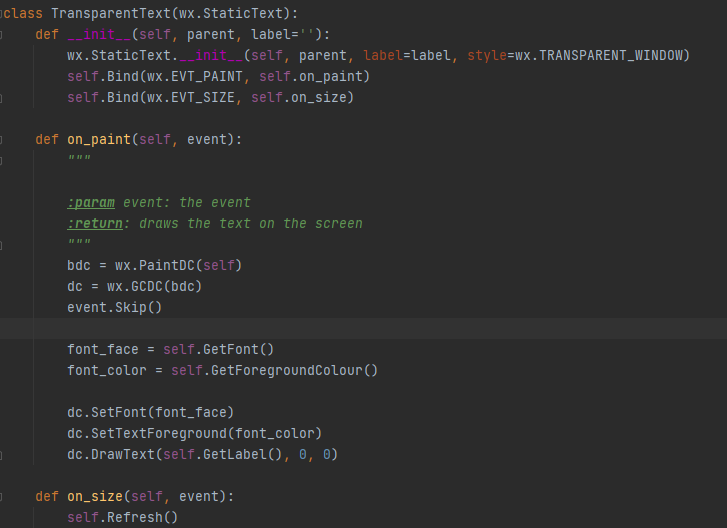 class TransparentText(wx.StaticText):
    def __init__(self, parent, label=''):
        wx.StaticText.__init__(self, parent, label=label, style=wx.TRANSPARENT_WINDOW)
        self.Bind(wx.EVT_PAINT, self.on_paint)
        self.Bind(wx.EVT_SIZE, self.on_size)

    def on_paint(self, event):
        """

        :param event: the event
        :return: draws the text on the screen
        """
        bdc = wx.PaintDC(self)
        dc = wx.GCDC(bdc)
        event.Skip()

        font_face = self.GetFont()
        font_color = self.GetForegroundColour()

        dc.SetFont(font_face)
        dc.SetTextForeground(font_color)
        dc.DrawText(self.GetLabel(), 0, 0)

    def on_size(self, event):
        self.Refresh()